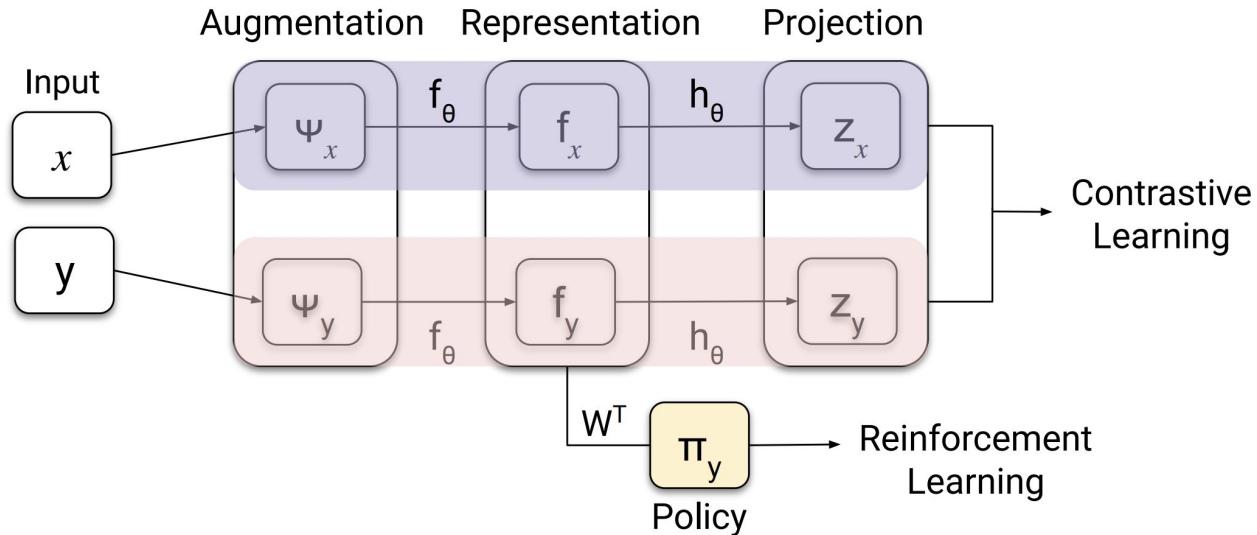 Augmentation Representation Projection
Input
x
Ψx
fθ
fx
hθ
zx
Contrastive
Learning
y
Ψy
fθ
fy
hθ
zy
Wᵀ
πy
Policy
Reinforcement
Learning